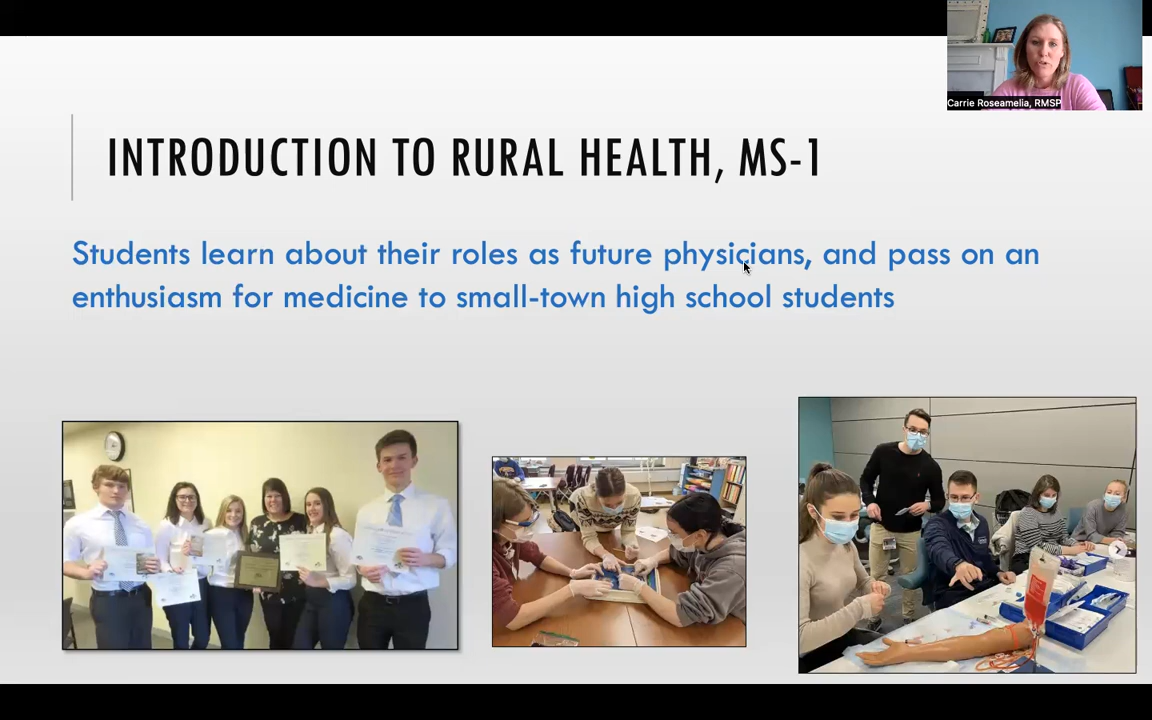 Carrie Roseamelia, RMSP
INTRODUCTION TO RURAL HEALTH, MS-1
Students learn about their roles as future physicians, and pass on an
enthusiasm for medicine to small-town high school students